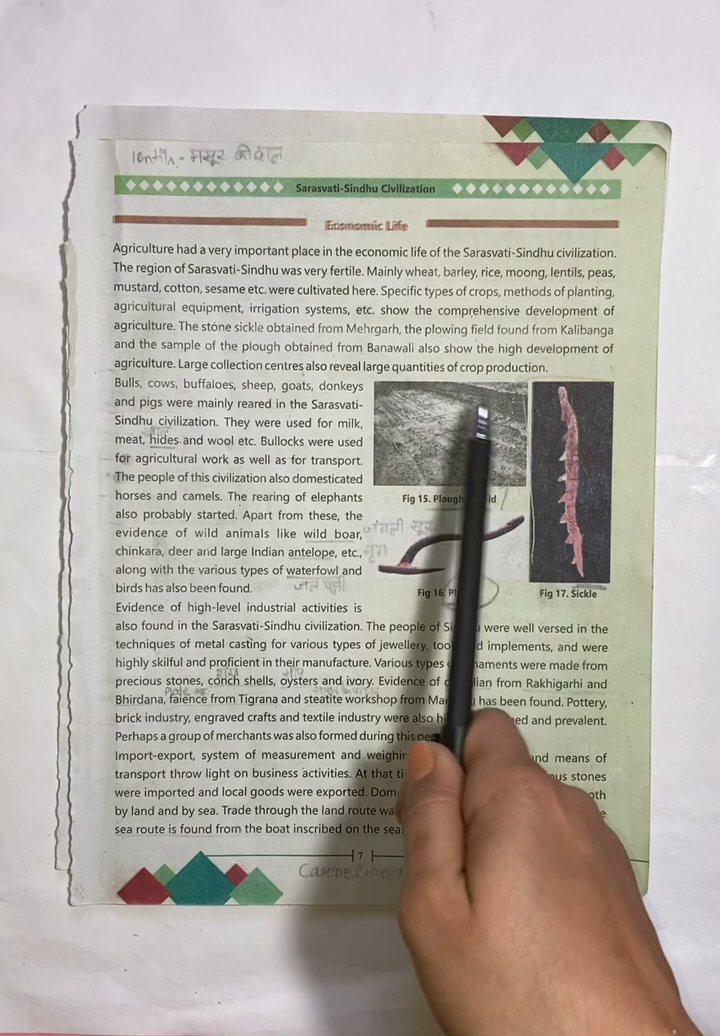 lentils - मसूर की दाल
Sarasvati-Sindhu Civilization
Economic Life
Agriculture had a very important place in the economic life of the Sarasvati-Sindhu civilization.
The region of Sarasvati-Sindhu was very fertile. Mainly wheat, barley, rice, moong, lentils, peas,
mustard, cotton, sesame etc. were cultivated here. Specific types of crops, methods of planting,
agricultural equipment, irrigation systems, etc. show the comprehensive development of
agriculture. The stone sickle obtained from Mehrgarh, the plowing field found from Kalibanga
and the sample of the plough obtained from Banawali also show the high development of
agriculture. Large collection centres also reveal large quantities of crop production.
Bulls, cows, buffaloes, sheep, goats, donkeys
and pigs were mainly reared in the Sarasvati-
Sindhu civilization. They were used for milk,
meat, hides and wool etc. Bullocks were used
for agricultural work as well as for transport.
The people of this civilization also domesticated
horses and camels. The rearing of elephants
also probably started. Apart from these, the
evidence of wild animals like wild boar,
chinkara, deer and large Indian antelope, etc.,
along with the various types of waterfowl and
birds has also been found.
Fig 15. Plough
जंगली सूअर
मृग
जल पक्षी
Fig 16.
Fig 17. Sickle
Evidence of high-level industrial activities is
also found in the Sarasvati-Sindhu civilization. The people of were well versed in the
techniques of metal casting for various types of jewellery, implements, and were
highly skilful and proficient in their manufacture. Various types were made from
precious stones, conch shells, oysters and ivory. Evidence of from Rakhigarhi and
Bhirdana, faience from Tigrana and steatite workshop from has been found. Pottery,
brick industry, engraved crafts and textile industry were also and prevalent.
Perhaps a group of merchants was also formed during this
Import-export, system of measurement and and means of
transport throw light on business activities. At that stones
were imported and local goods were exported.
by land and by sea. Trade through the land route
sea route is found from the boat inscribed on the
7
Carnelian